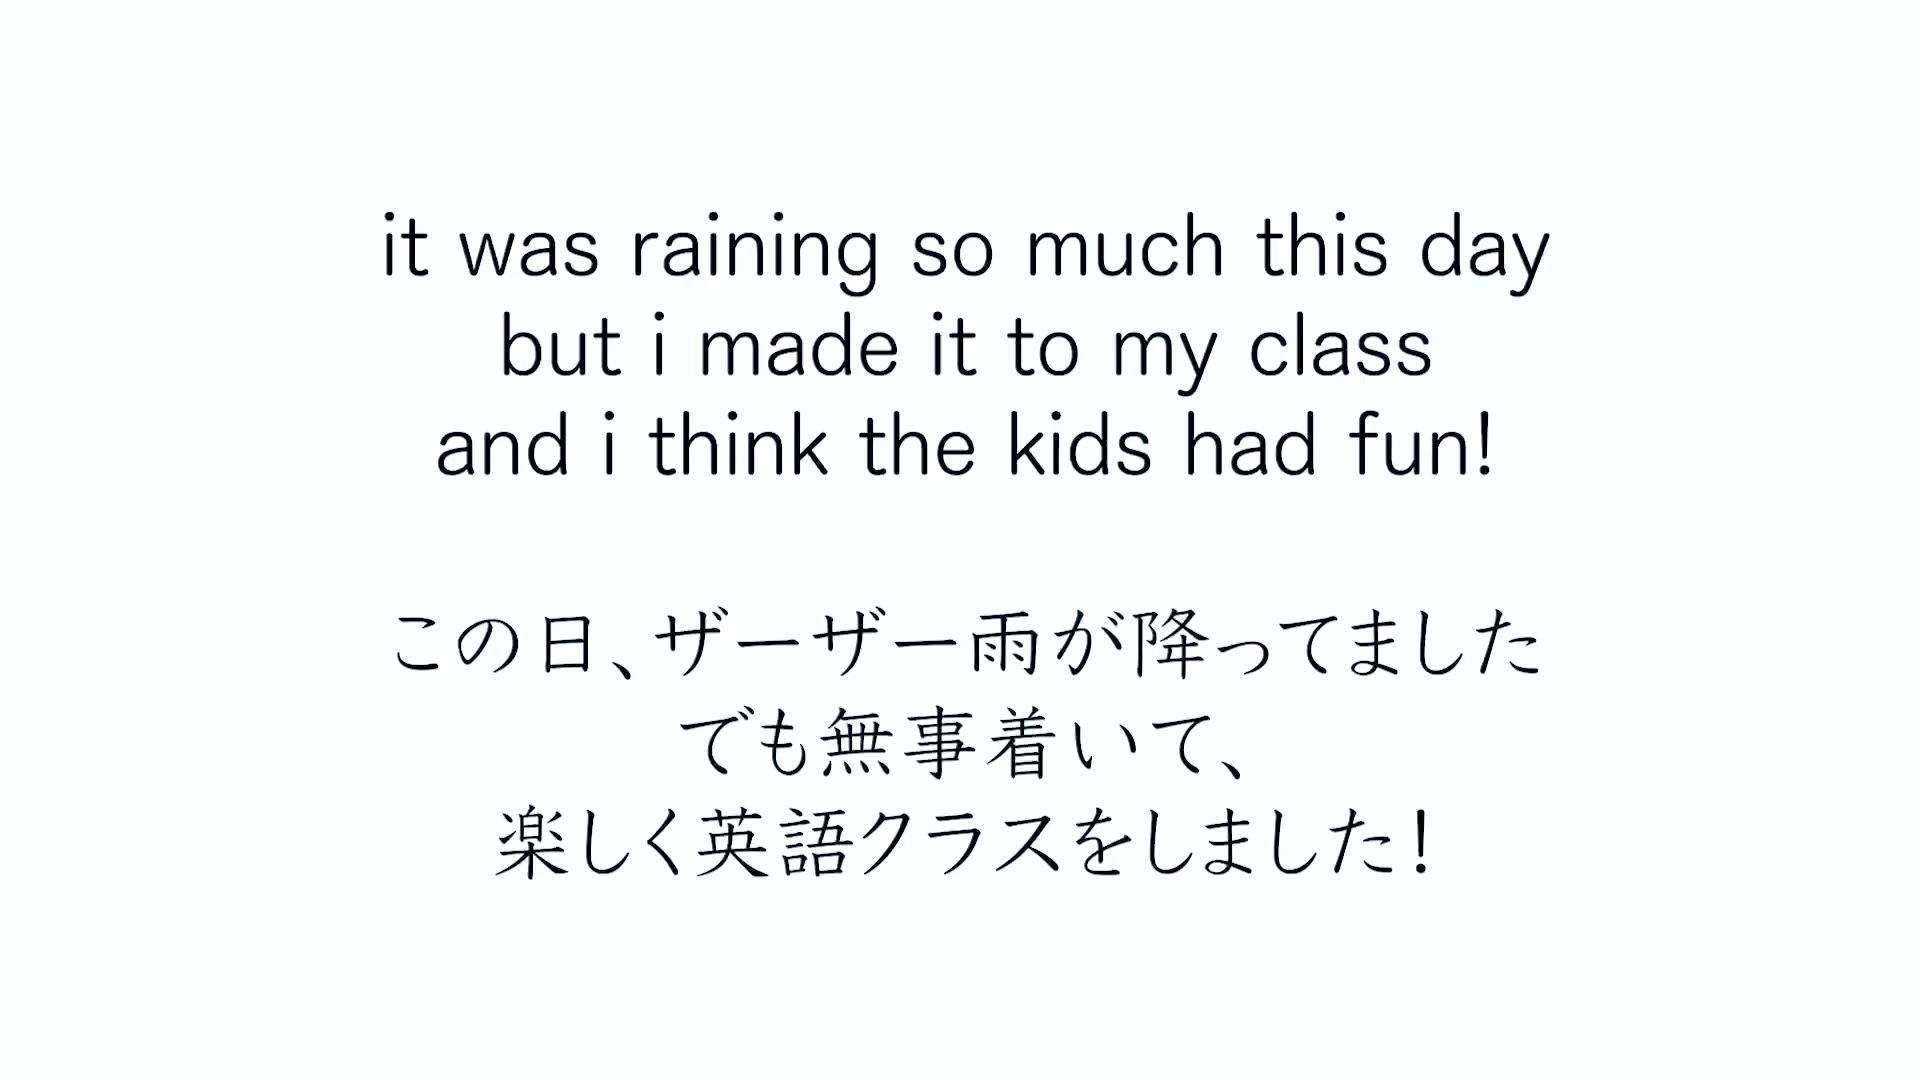 it was raining so much this day
but i made it to my class
and i think the kids had fun!
この日、ザーザー雨が降ってました
でも無事着いて、
楽しく英語クラスをしました!